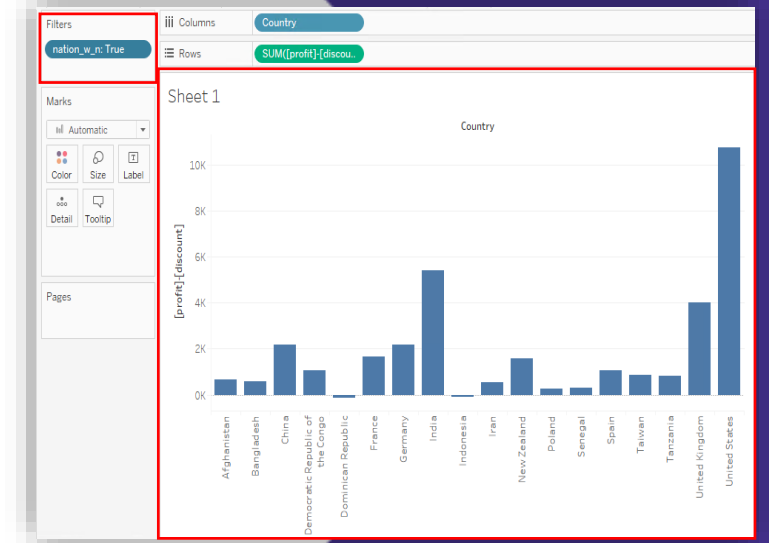 Filters
nation_w_n: True
Columns
Country
Rows
SUM([profit]-[discou..
Marks
Automatic
Color
Size
Label
Detail
Tooltip
Pages
Sheet 1
Country
[profit]-[discount]
10K
8K
6K
4K
2K
0K
Afghanistan
Bangladesh
China
Democratic Republic of
the Congo
Dominican Republic
France
Germany
India
Indonesia
Iran
New Zealand
Poland
Senegal
Spain
Taiwan
Tanzania
United Kingdom
United States